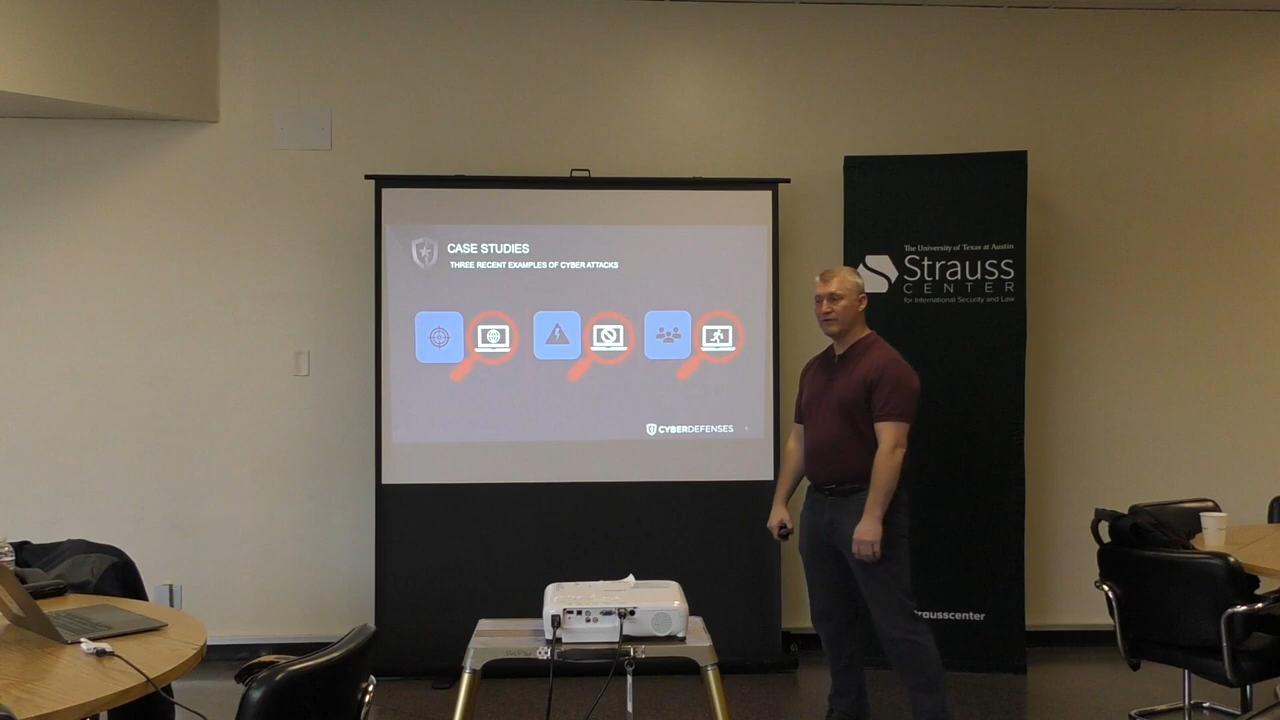 CASE STUDIES
THREE RECENT EXAMPLES OF CYBER ATTACKS
CYBERDEFENSES
The University of Texas at Austin
Strauss
CENTER
for International Security and Law
rausscenter